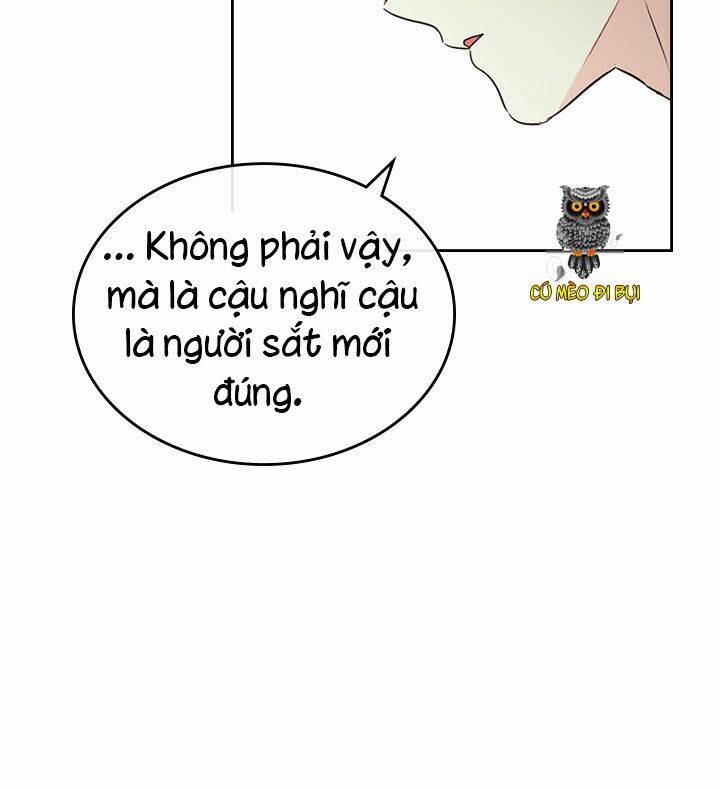 ... Không phải vậy,
mà là cậu nghĩ cậu
là người sắt mới
đúng.
CÚ MÈO ĐI BỤI